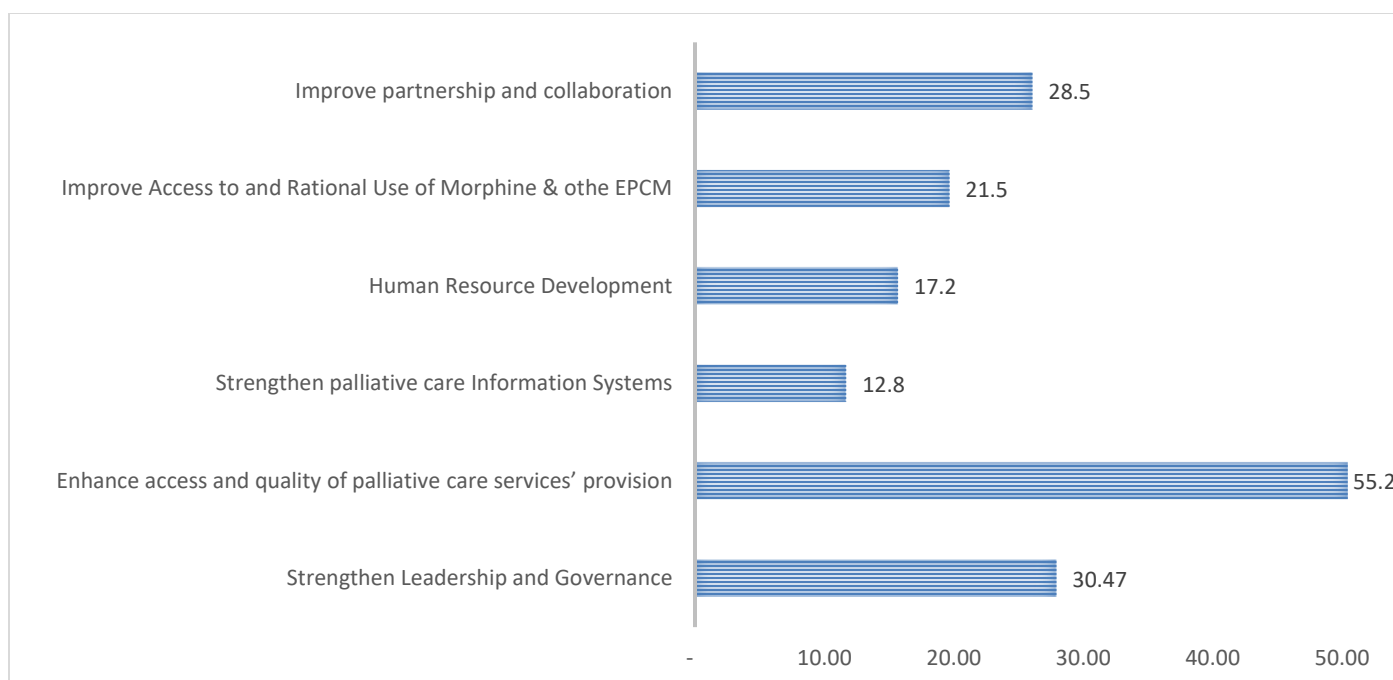 Improve partnership and collaboration 28.5
Improve Access to and Rational Use of Morphine & othe EPCM 21.5
Human Resource Development 17.2
Strengthen palliative care Information Systems 12.8
Enhance access and quality of palliative care services’ provision 55.2
Strengthen Leadership and Governance 30.47
- 10.00 20.00 30.00 40.00 50.00